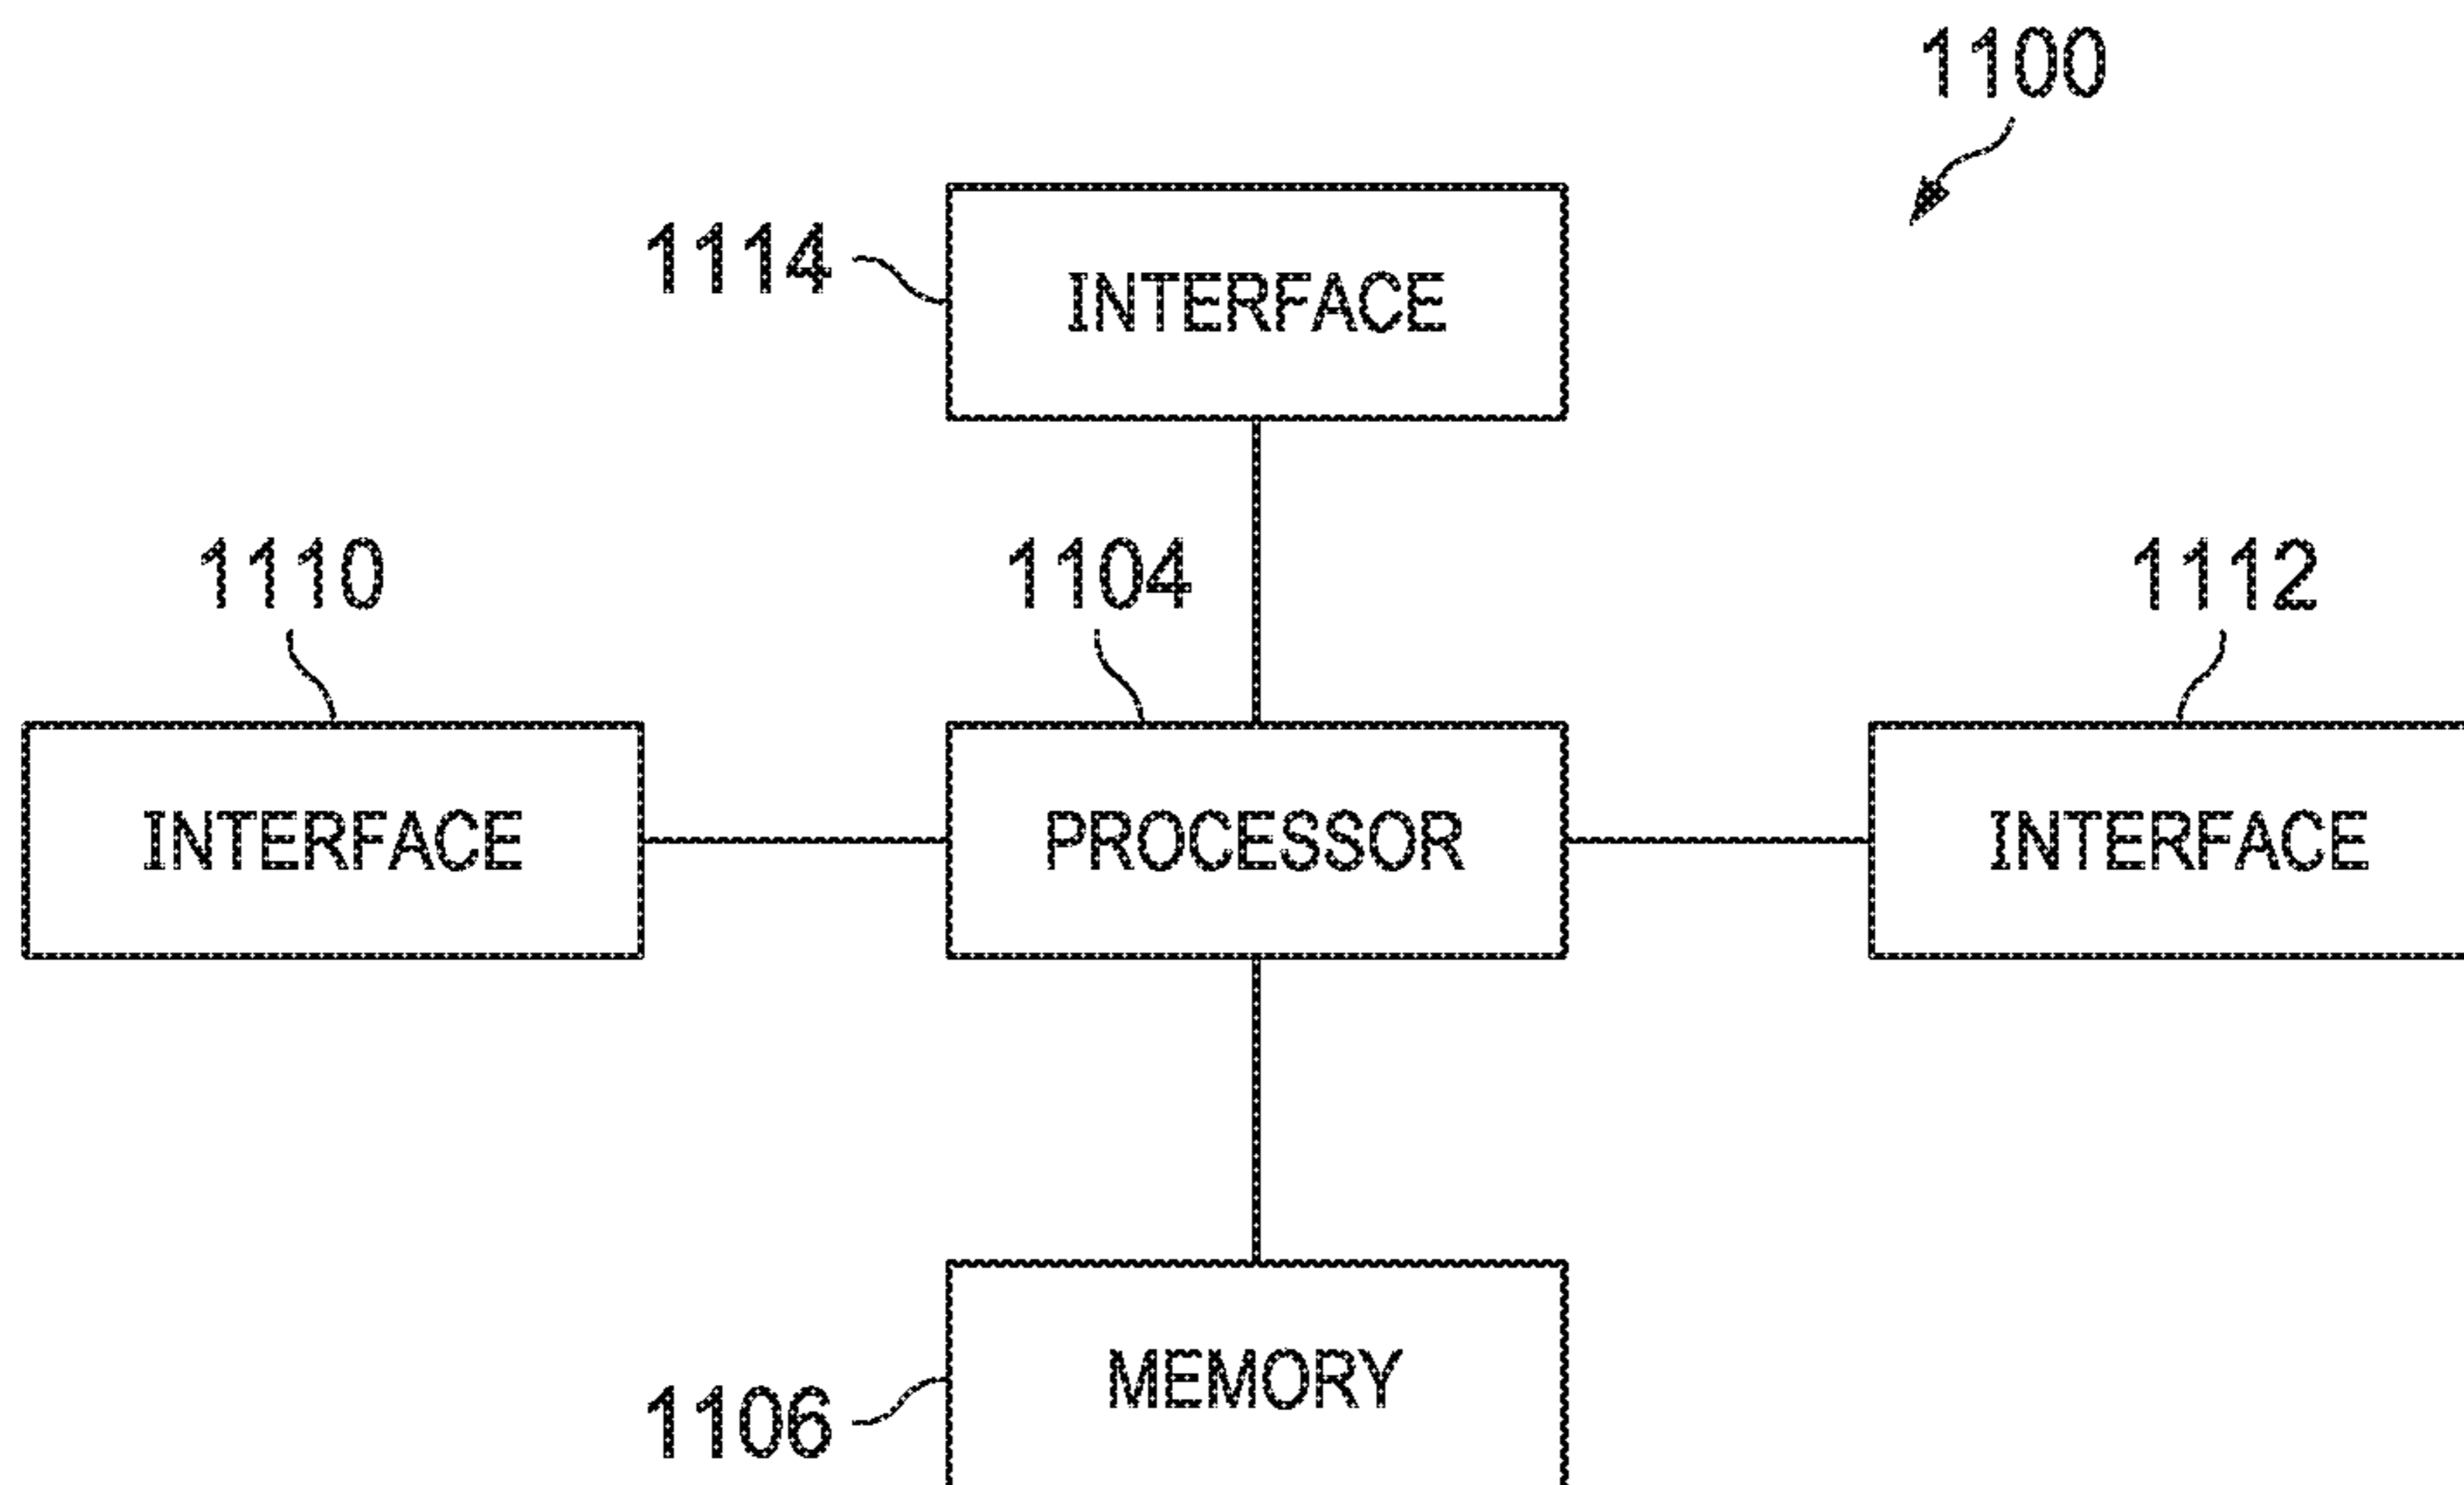 1100
1114
INTERFACE
1110
1104
1112
INTERFACE
PROCESSOR
INTERFACE
MEMORY
1106